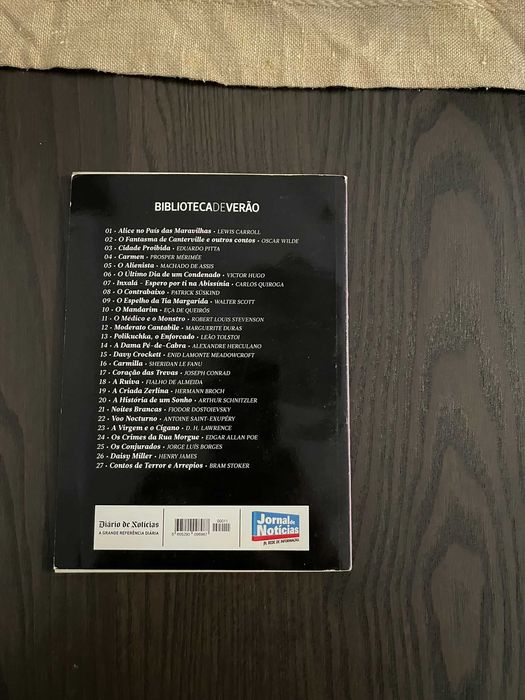 BIBLIOTECADEVERÃO
01 • Alice no País das Maravilhas • LEWIS CARROLL
02 • O Fantasma de Canterville e outros contos • OSCAR WILDE
03 • Cidade Proibida • EDUARDO PITTA
04 • Carmen • PROSPER MÉRIMÉE
05 • O Alienista • MACHADO DE ASSIS
06 • O Último Dia de um Condenado • VICTOR HUGO
07 • Inxalá - Espero por ti na Abissínia • CARLOS QUIROGA
08 • O Contrabaixo • PATRICK SÜSKIND
09 • O Espelho da Tia Margarida • WALTER SCOTT
10 • O Mandarim • EÇA DE QUEIRÓS
11 • O Médico e o Monstro • ROBERT LOUIS STEVENSON
12 • Moderato Cantabile • MARGUERITE DURAS
13 • Polikuchka, o Enforcado • LEÃO TOLSTOI
14 • A Dama Pé-de-Cabra • ALEXANDRE HERCULANO
15 • Davy Crockett • ENID LAMONTE MEADOWCROFT
16 • Carmilla • SHERIDAN LE FANU
17 • Coração das Trevas • JOSEPH CONRAD
18 • A Ruiva • FIALHO DE ALMEIDA
19 • A Criada Zerlina • HERMANN BROCH
20 • A História de um Sonho • ARTHUR SCHNITZLER
21 • Noites Brancas • FIODOR DOSTOIEVSKY
22 • Voo Nocturno • ANTOINE SAINT-EXUPÉRY
23 • A Virgem e o Cigano • D. H. LAWRENCE
24 • Os Crimes da Rua Morgue • EDGAR ALLAN POE
25 • Os Conjurados • JORGE LUÍS BORGES
26 • Daisy Miller • HENRY JAMES
27 • Contos de Terror e Arrepios • BRAM STOKER
Diário de Notícias
A GRANDE REFERÊNCIA DIÁRIA
00011
Jornal de
Notícias